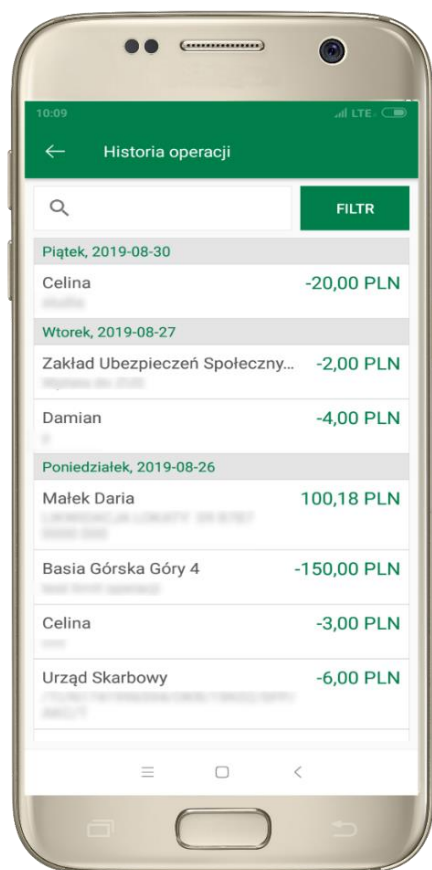 10:09 LTE
Historia operacji
FILTR
Piątek, 2019-08-30
Celina -20,00 PLN
Wtorek, 2019-08-27
Zakład Ubezpieczeń Społeczny... -2,00 PLN
Damian -4,00 PLN
Poniedziałek, 2019-08-26
Małek Daria 100,18 PLN
Basia Górska Góry 4 -150,00 PLN
Celina -3,00 PLN
Urząd Skarbowy -6,00 PLN